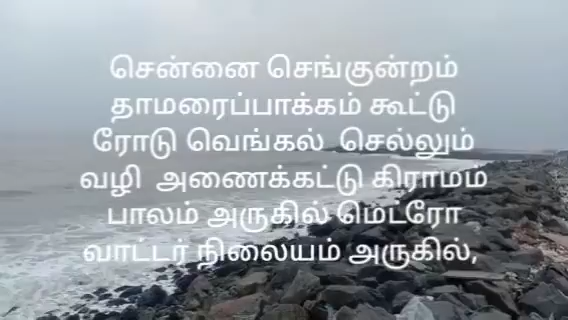 சென்னை செங்குன்றம்
தாமரைப்பாக்கம் கூட்டு
ரோடு வெங்கல் செல்லும்
வழி அணைக்கட்டு கிராமம்
பாலம் அருகில் மெட்ரோ
வாட்டர் நிலையம் அருகில்,